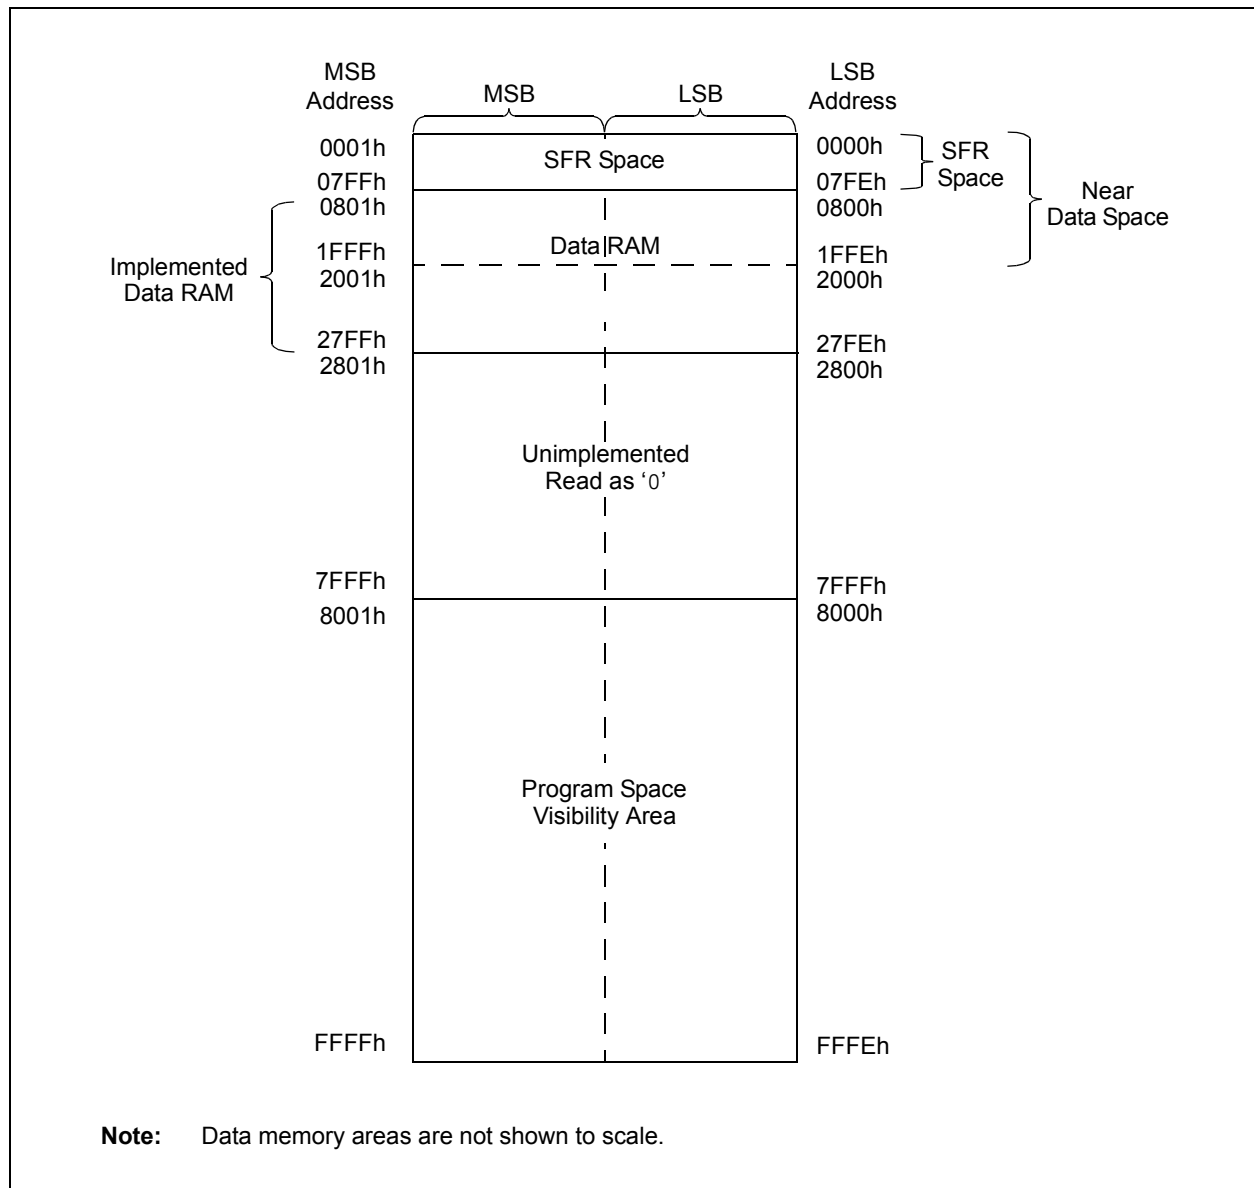 MSB
Address
MSB
LSB
LSB
Address
0001h
SFR Space
0000h
SFR
Space
07FFh
07FEh
0801h
0800h
Near
Data Space
Implemented
Data RAM
1FFFh
Data RAM
1FFEh
2001h
2000h
27FFh
27FEh
2801h
2800h
Unimplemented
Read as ‘0’
7FFFh
7FFFh
8001h
8000h
Program Space
Visibility Area
FFFFh
FFFEh
Note: Data memory areas are not shown to scale.